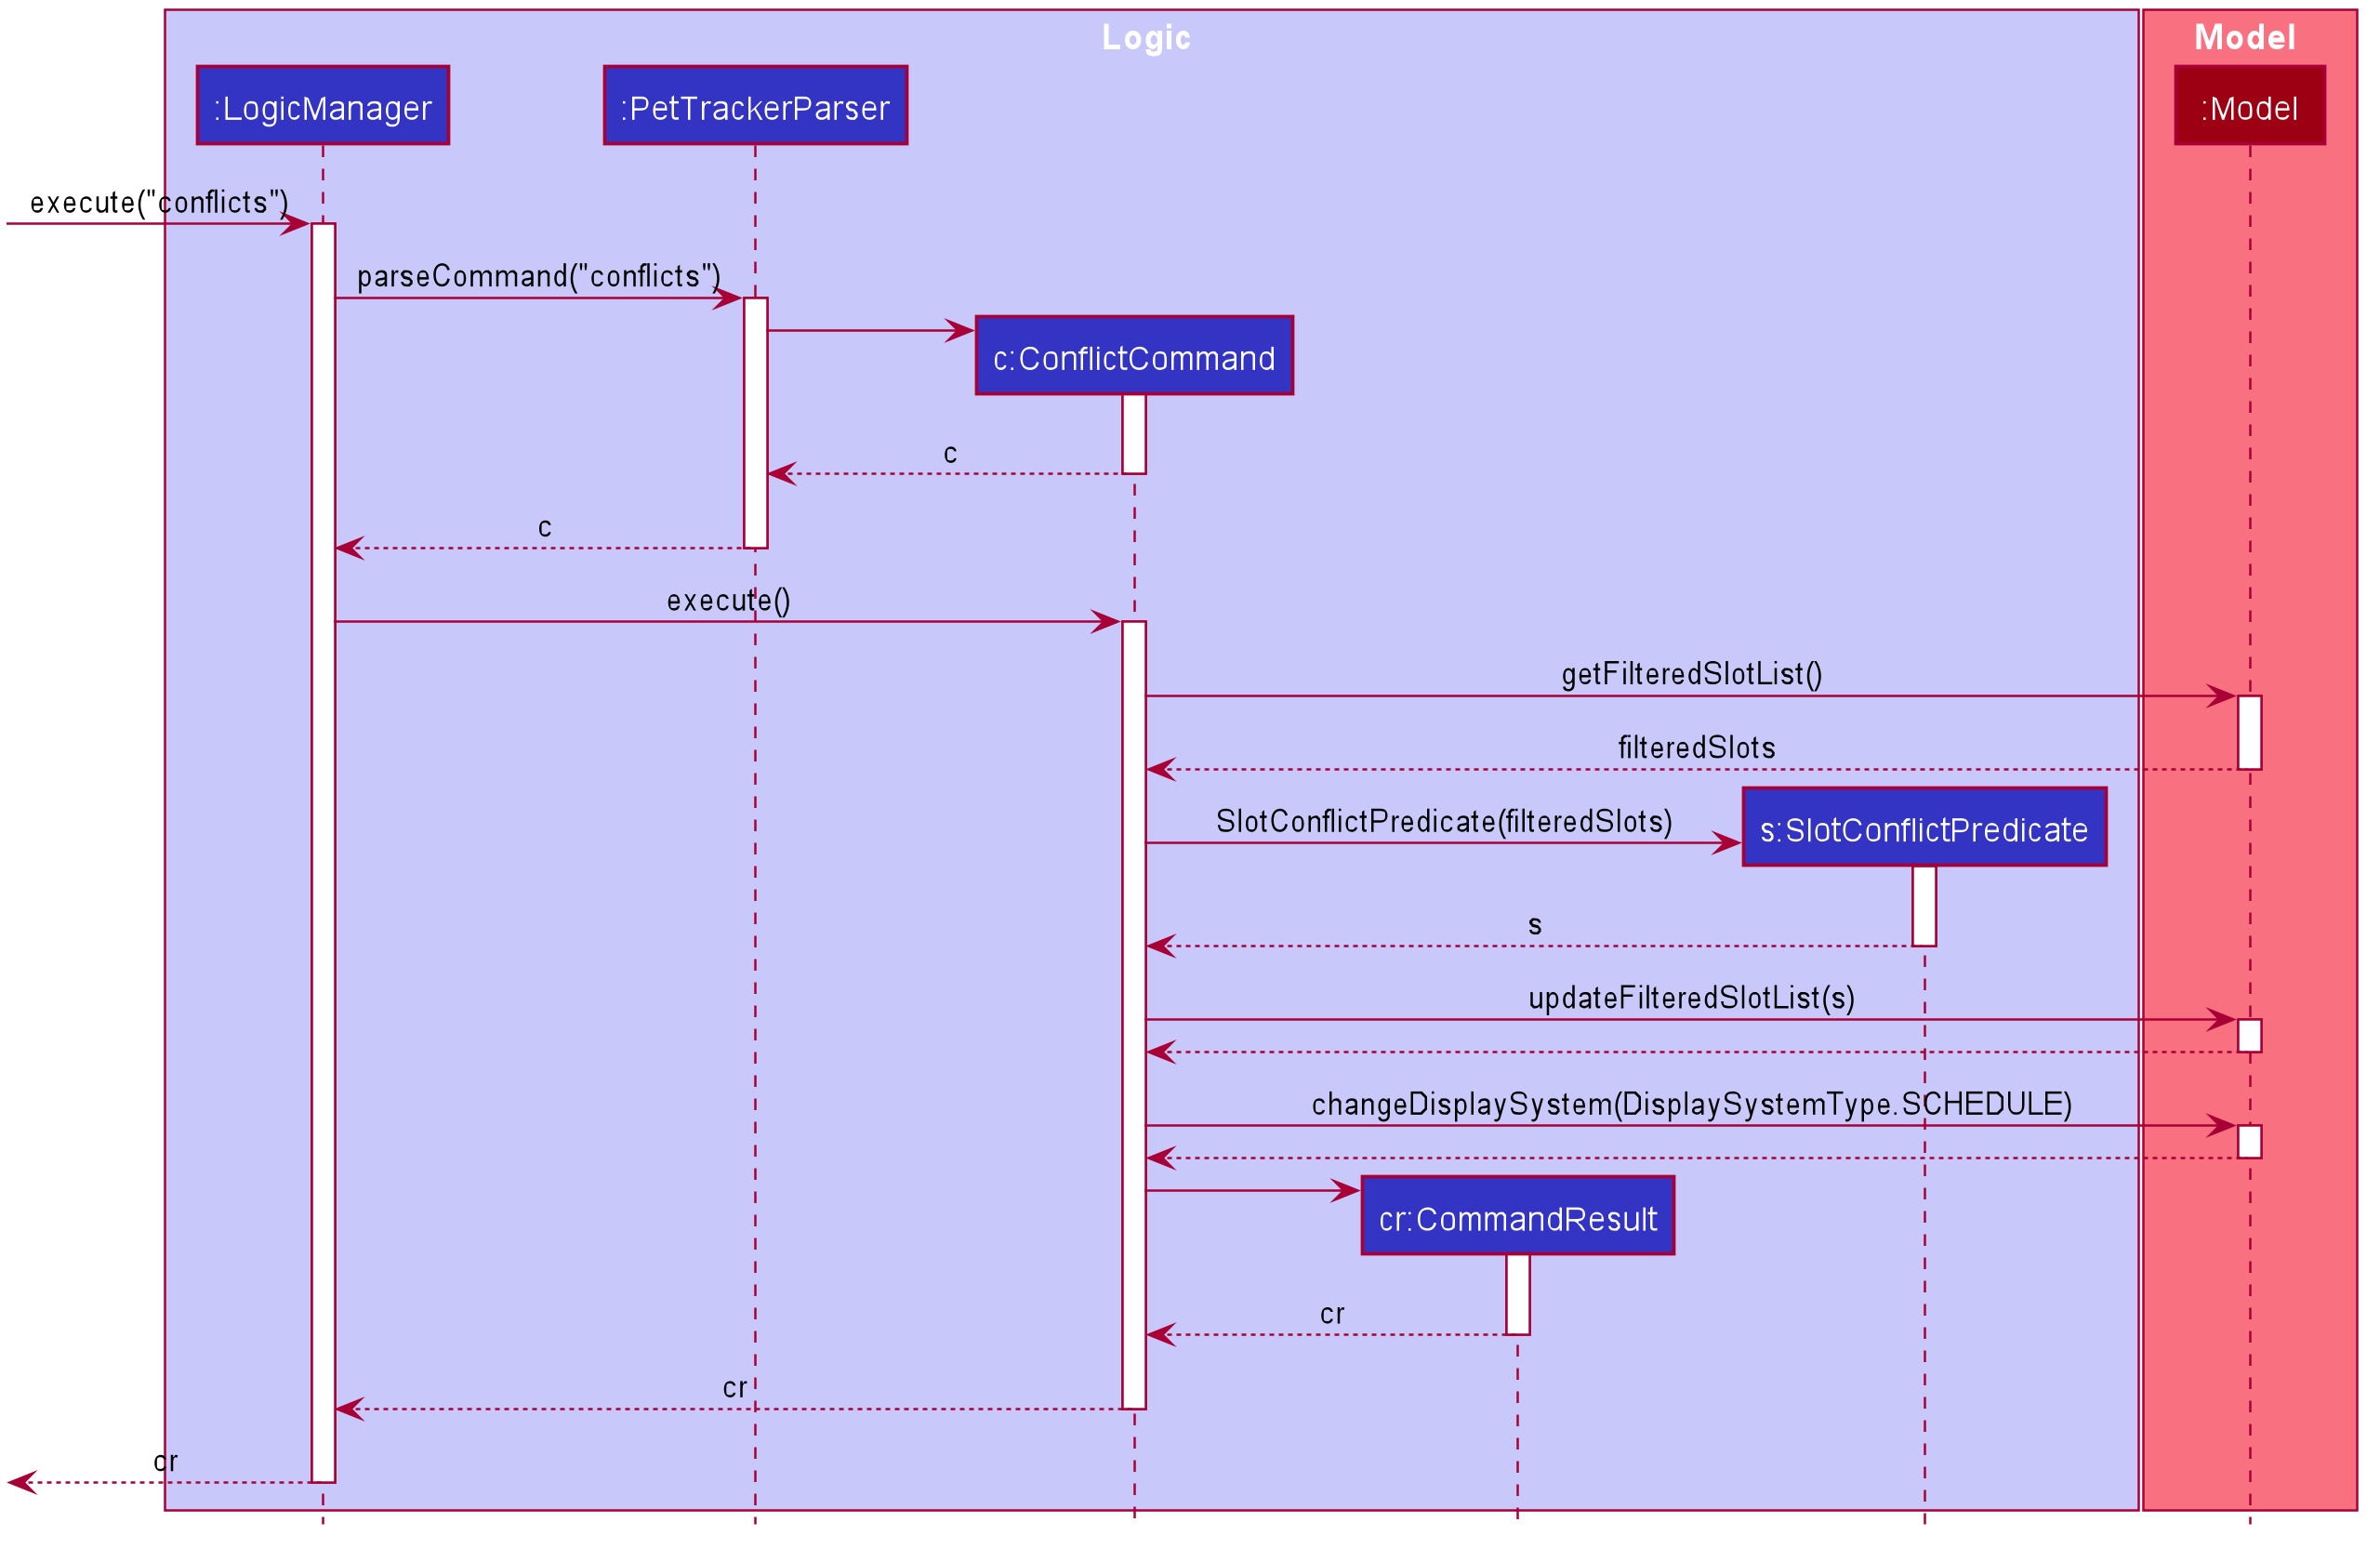 Logic
Model
:LogicManager
:PetTrackerParser
:Model
execute("conflicts")
parseCommand("conflicts")
c:ConflictCommand
c
c
execute()
getFilteredSlotList()
filteredSlots
SlotConflictPredicate(filteredSlots)
s:SlotConflictPredicate
s
updateFilteredSlotList(s)
changeDisplaySystem(DisplaySystemType.SCHEDULE)
cr:CommandResult
cr
cr
cr